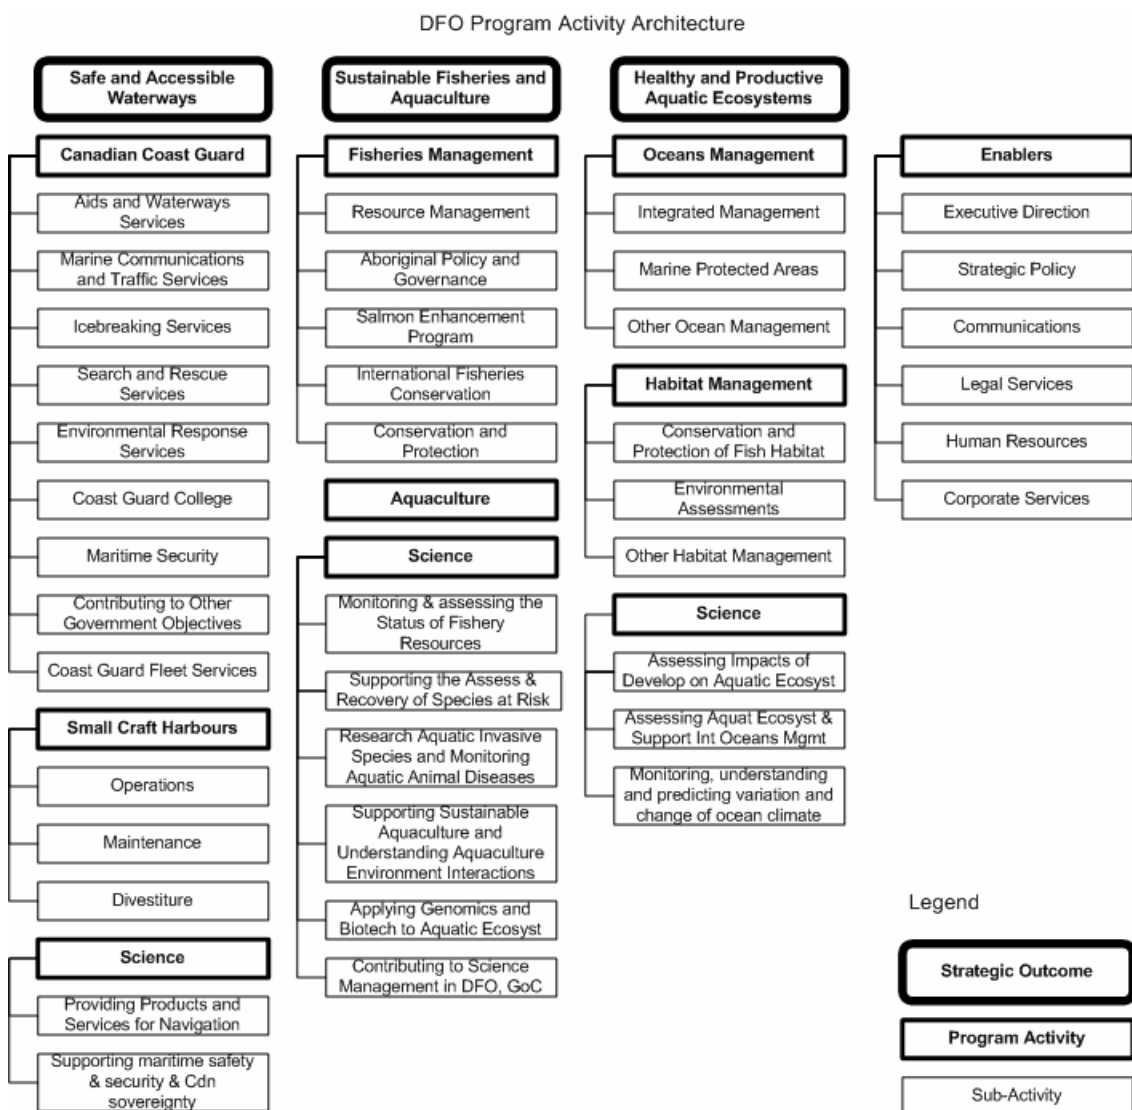 DFO Program Activity Architecture
Safe and Accessible
Waterways
Canadian Coast Guard
Aids and Waterways
Services
Marine Communications
and Traffic Services
Icebreaking Services
Search and Rescue
Services
Environmental Response
Services
Coast Guard College
Maritime Security
Contributing to Other
Government Objectives
Coast Guard Fleet Services
Small Craft Harbours
Operations
Maintenance
Divestiture
Science
Providing Products and
Services for Navigation
Supporting maritime safety
& security & Cdn
sovereignty
Sustainable Fisheries and
Aquaculture
Fisheries Management
Resource Management
Aboriginal Policy and
Governance
Salmon Enhancement
Program
International Fisheries
Conservation
Conservation and
Protection
Aquaculture
Science
Monitoring & assessing the
Status of Fishery
Resources
Supporting the Assess &
Recovery of Species at Risk
Research Aquatic Invasive
Species and Monitoring
Aquatic Animal Diseases
Supporting Sustainable
Aquaculture and
Understanding Aquaculture
Environment Interactions
Applying Genomics and
Biotech to Aquatic Ecosyst
Contributing to Science
Management in DFO, GoC
Healthy and Productive
Aquatic Ecosystems
Oceans Management
Integrated Management
Marine Protected Areas
Other Ocean Management
Habitat Management
Conservation and
Protection of Fish Habitat
Environmental
Assessments
Other Habitat Management
Science
Assessing Impacts of
Develop on Aquatic Ecosyst
Assessing Aquat Ecosyst &
Support Int Oceans Mgmt
Monitoring, understanding
and predicting variation and
change of ocean climate
Enablers
Executive Direction
Strategic Policy
Communications
Legal Services
Human Resources
Corporate Services
Legend
Strategic Outcome
Program Activity
Sub-Activity